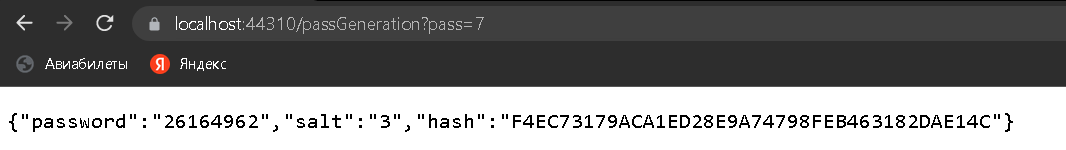 localhost:44310/passGeneration?pass=7
Авиабилеты Яндекс
{"password":"26164962","salt":"3","hash":"F4EC73179ACA1ED28E9A74798FEB463182DAE14C"}